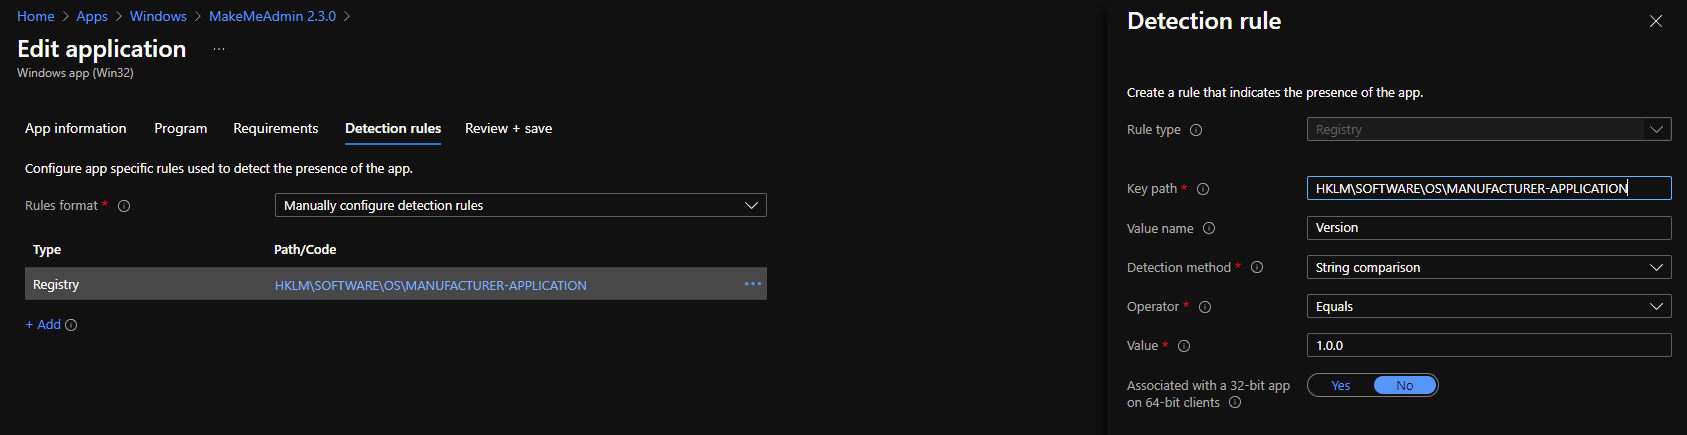 Home > Apps > Windows > MakeMeAdmin 2.3.0 >
Edit application ...
Windows app (Win32)
App information Program Requirements Detection rules Review + save
Configure app specific rules used to detect the presence of the app.
Rules format * Manually configure detection rules
Type Path/Code
Registry HKLM\SOFTWARE\OS\MANUFACTURER-APPLICATION ...
+ Add
Detection rule
Create a rule that indicates the presence of the app.
Rule type Registry
Key path * HKLM\SOFTWARE\OS\MANUFACTURER-APPLICATION
Value name Version
Detection method * String comparison
Operator * Equals
Value * 1.0.0
Associated with a 32-bit app Yes No
on 64-bit clients